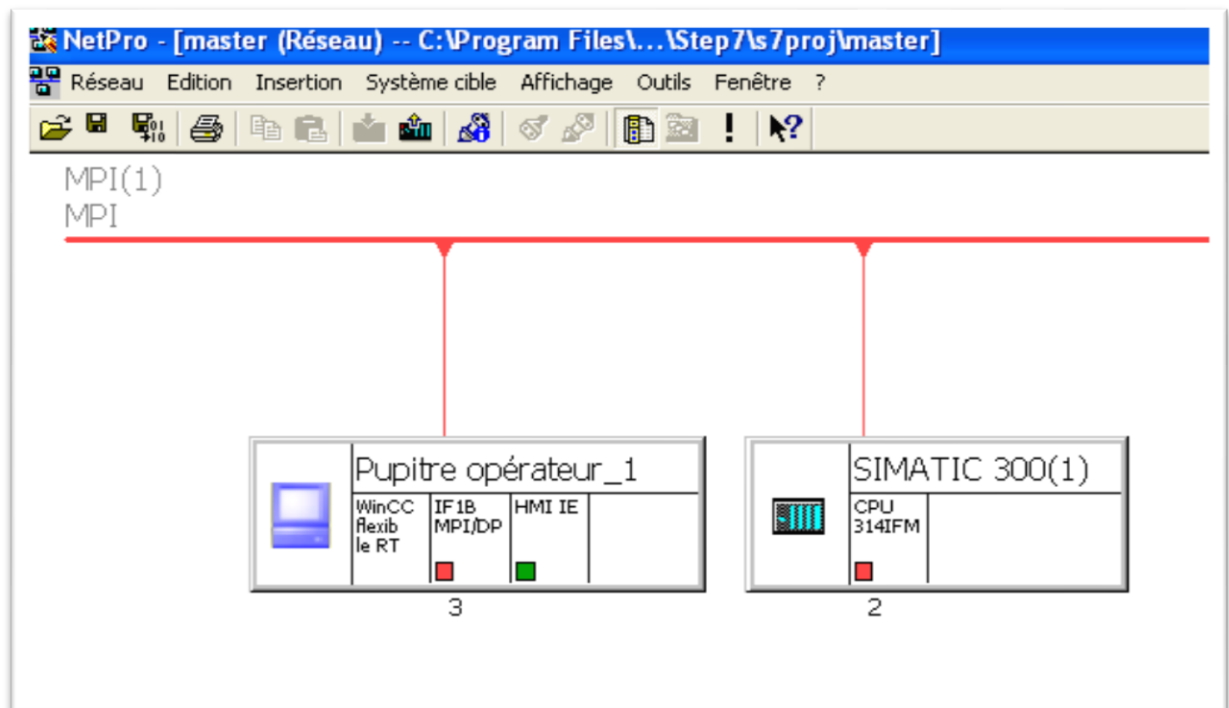 NetPro - [master (Réseau) -- C:\Program Files\...\Step7\s7proj\master]
Réseau Edition Insertion Système cible Affichage Outils Fenêtre ?
MPI(1)
MPI
Pupitre opérateur_1
WinCC
flexib
le RT
IF1B
MPI/DP
HMI IE
3
SIMATIC 300(1)
CPU
314IFM
2